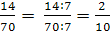 14/70 = 14:7/70:7 = 2/10